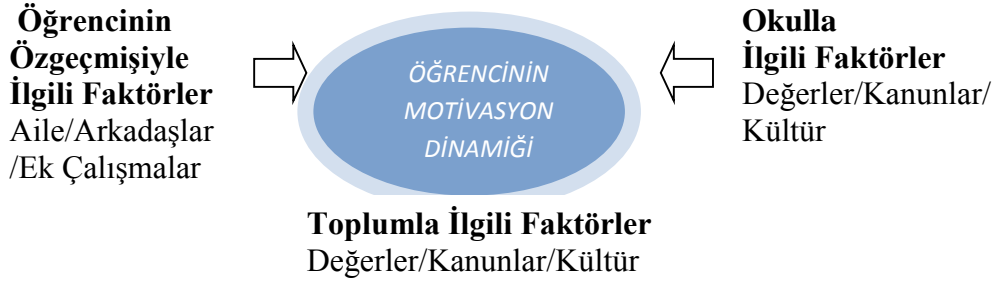 Öğrencinin
Özgeçmişiyle
İlgili Faktörler
Aile/Arkadaşlar
/Ek Çalışmalar
ÖĞRENCİNİN
MOTİVASYON
DİNAMİĞİ
Okulla
İlgili Faktörler
Değerler/Kanunlar/
Kültür
Toplumla İlgili Faktörler
Değerler/Kanunlar/Kültür